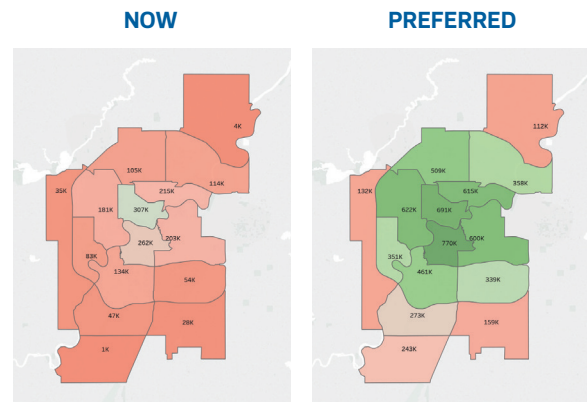 NOW
4K
105K
114K
215K
35K
181K
307K
262K
203K
83K
134K
54K
47K
28K
1K
PREFERRED
112K
509K
358K
615K
132K
622K
691K
770K
600K
351K
461K
339K
273K
159K
243K